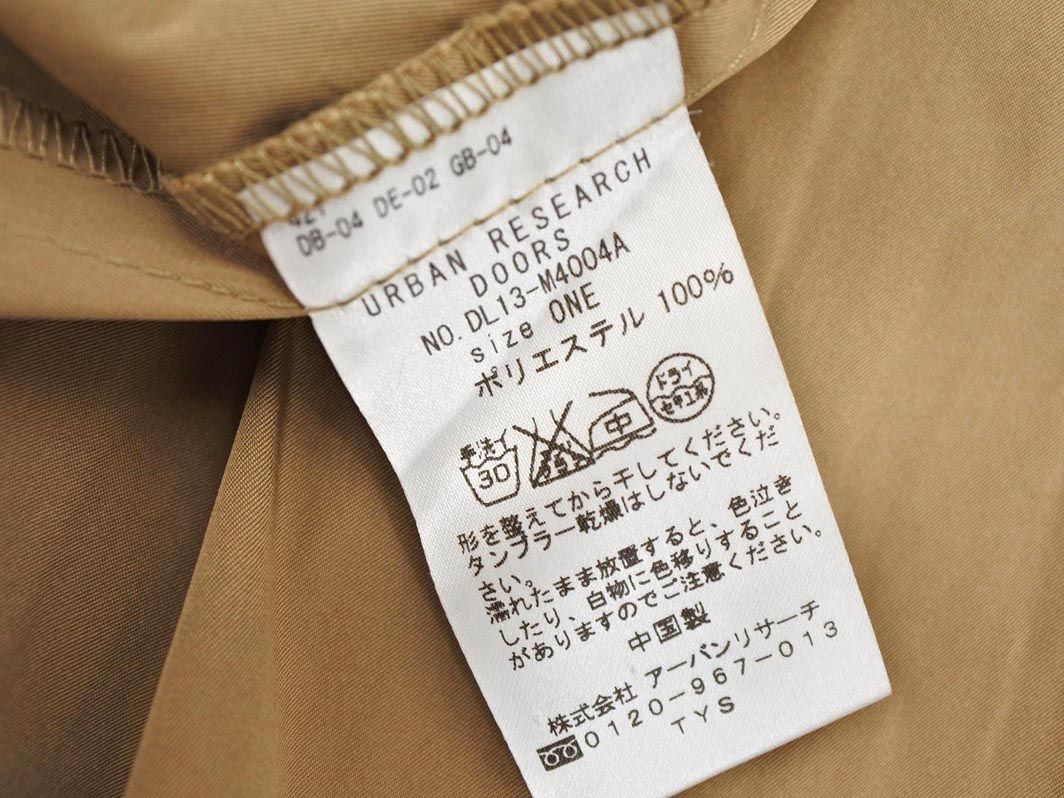 DB-04 DE-02 GB-04
URBAN RESEARCH
DOORS
NO.DL13-M4004A
size ONE
ポリエステル 100%
手洗イ
30
中
ドライ
セキユ系
形を整えてから干してください。
タンブラー乾燥はしないでくだ
さい。
濡れたまま放置すると、色泣き
したり、白物に色移りすること
がありますのでご注意ください。
中国製
株式会社 アーバンリサーチ
0120-967-013
TYS